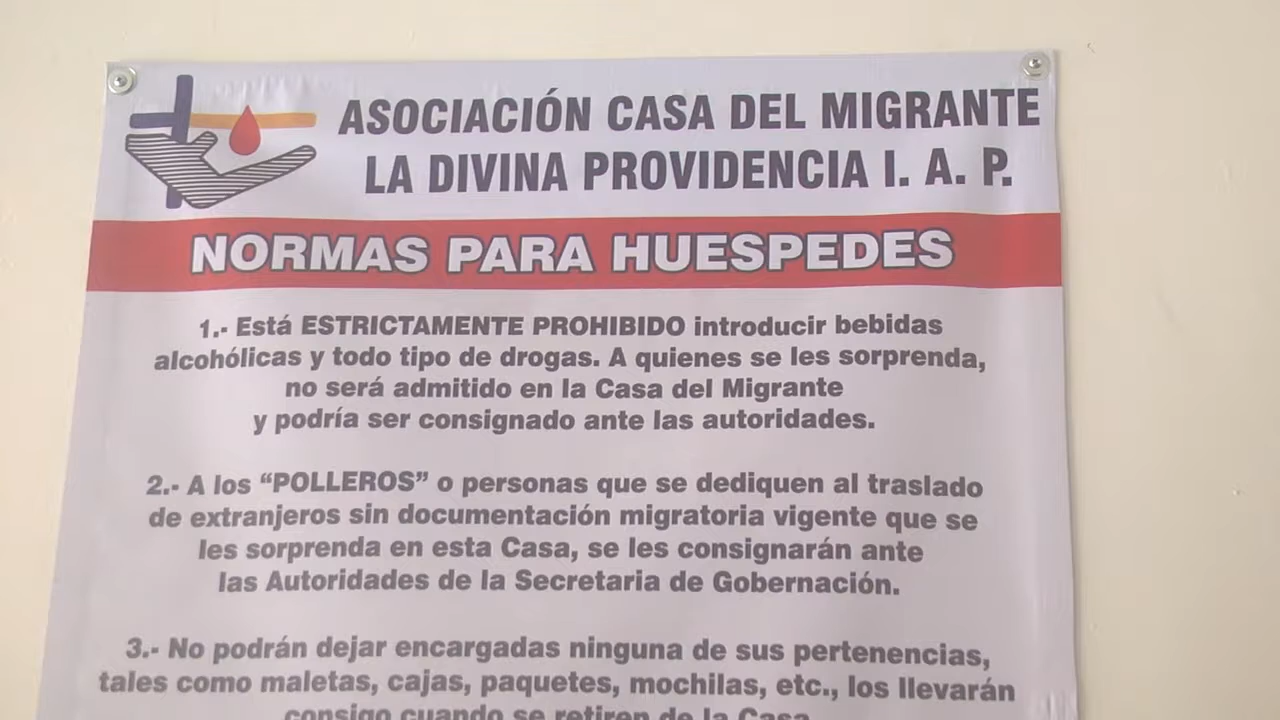 ASOCIACIÓN CASA DEL MIGRANTE
LA DIVINA PROVIDENCIA I. A. P.
NORMAS PARA HUESPEDES
1.- Está ESTRICTAMENTE PROHIBIDO introducir bebidas
alcohólicas y todo tipo de drogas. A quienes se les sorprenda,
no será admitido en la Casa del Migrante
y podría ser consignado ante las autoridades.
2.- A los “POLLEROS” o personas que se dediquen al traslado
de extranjeros sin documentación migratoria vigente que se
les sorprenda en esta Casa, se les consignarán ante
las Autoridades de la Secretaria de Gobernación.
3.- No podrán dejar encargadas ninguna de sus pertenencias,
tales como maletas, cajas, paquetes, mochilas, etc., los llevarán
consigo cuando se retiren de la Casa